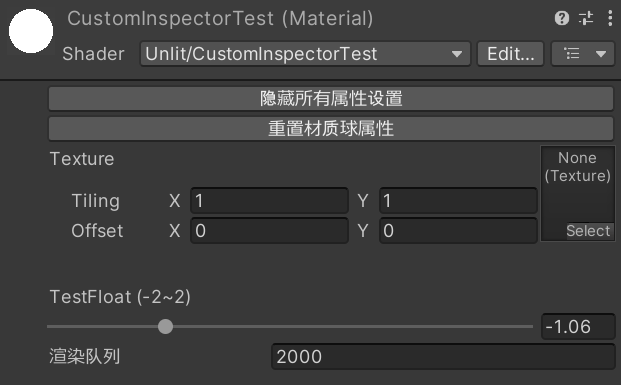 CustomInspectorTest (Material)
Shader Unlit/CustomInspectorTest Edit...
隐藏所有属性设置
重置材质球属性
Texture
None
(Texture)
Tiling X 1 Y 1
Offset X 0 Y 0
Select
TestFloat (-2~2)
-1.06
渲染队列 2000